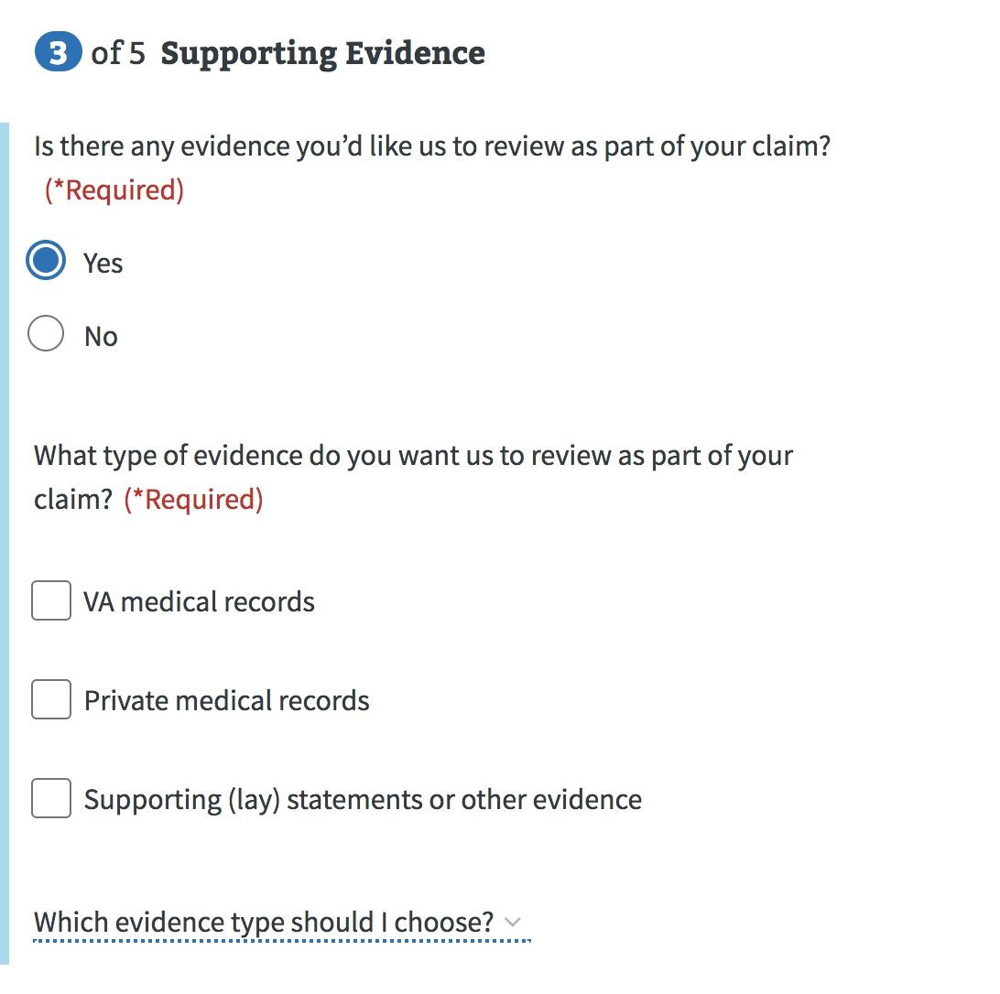 3 of 5 Supporting Evidence
Is there any evidence you’d like us to review as part of your claim?
(*Required)
Yes
No
What type of evidence do you want us to review as part of your
claim? (*Required)
VA medical records
Private medical records
Supporting (lay) statements or other evidence
Which evidence type should I choose?